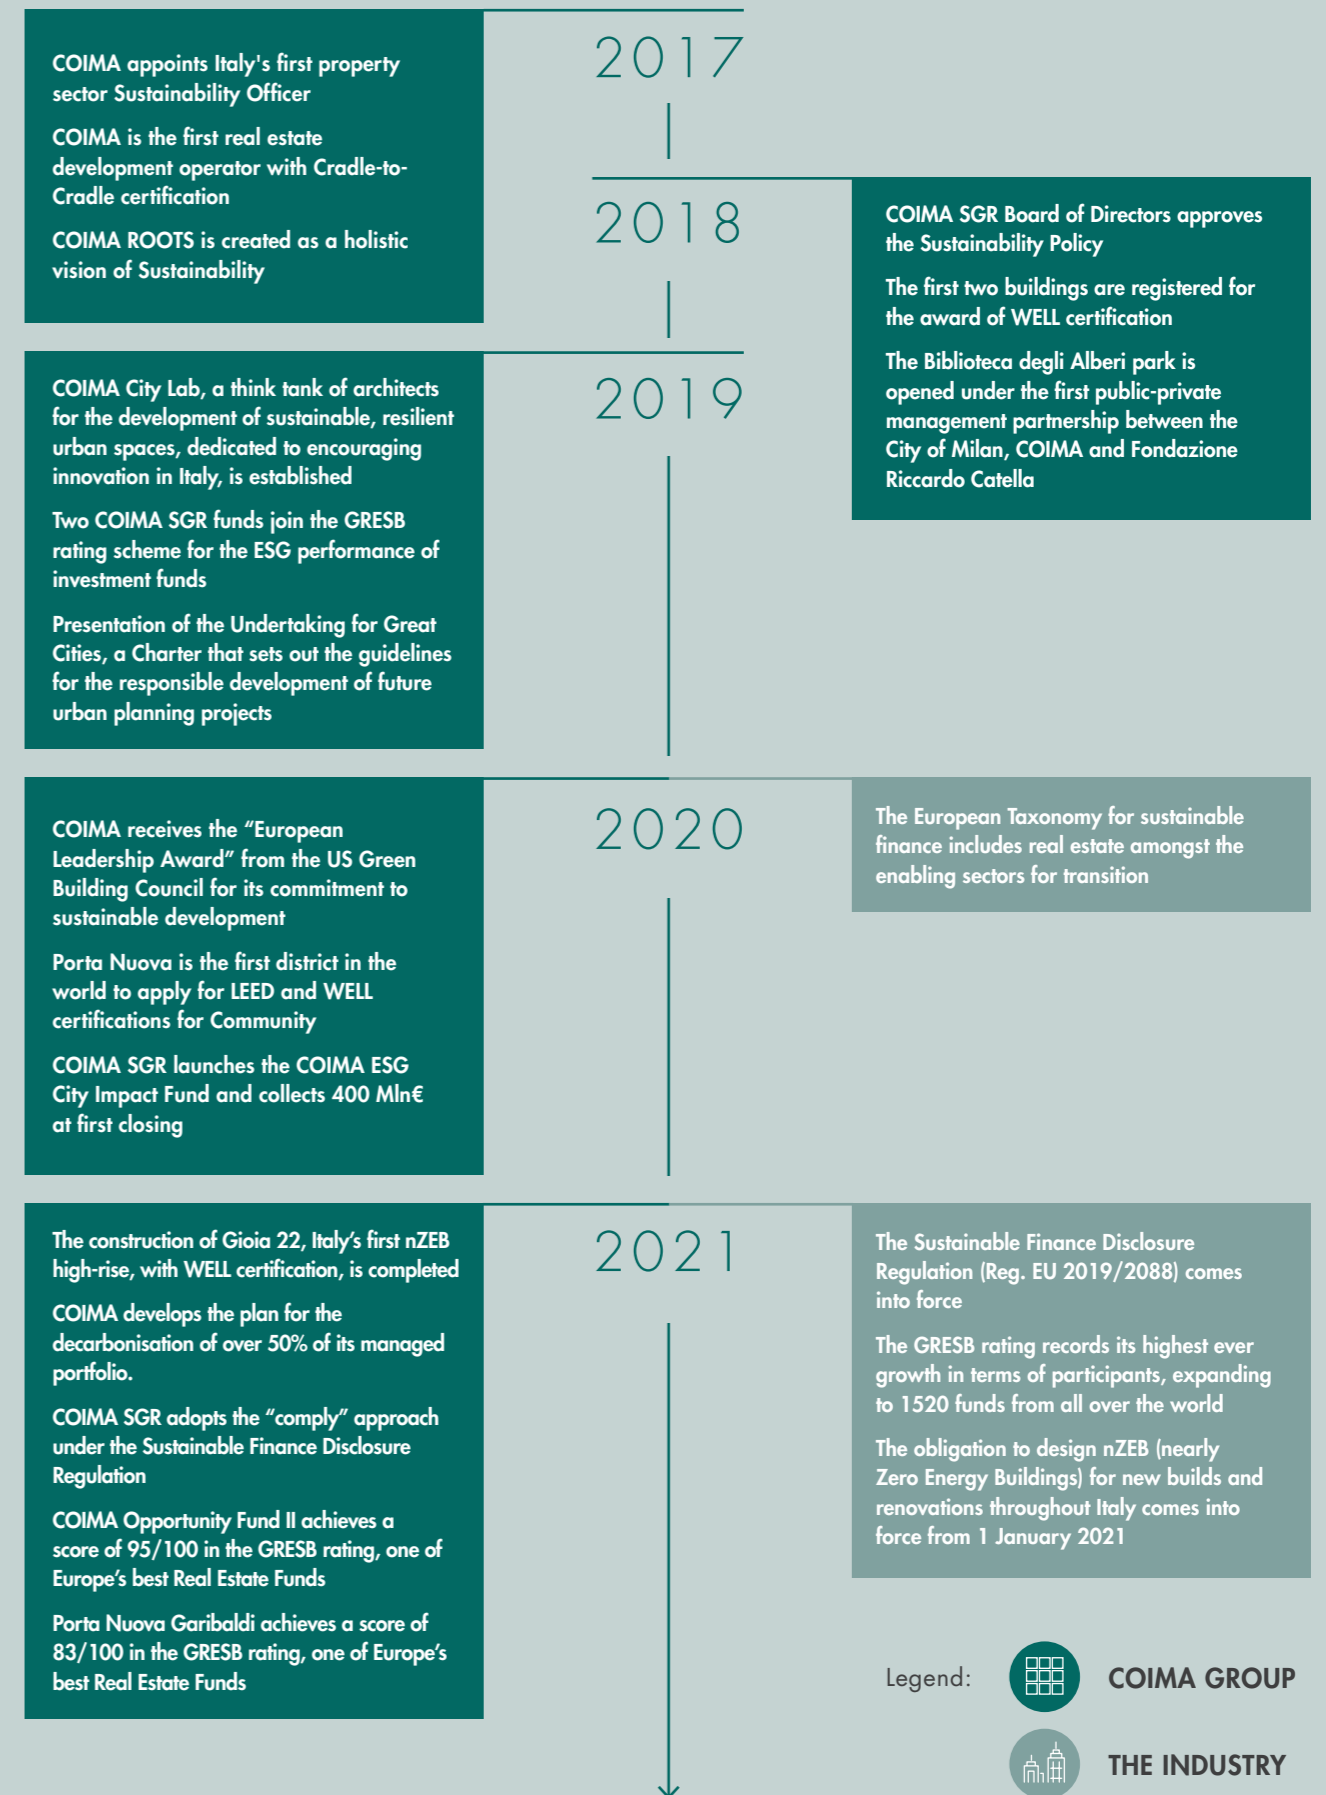 2017
COIMA appoints Italy's first property
sector Sustainability Officer
COIMA is the first real estate
development operator with Cradle-to-
Cradle certification
COIMA ROOTS is created as a holistic
vision of Sustainability
2018
COIMA SGR Board of Directors approves
the Sustainability Policy
The first two buildings are registered for
the award of WELL certification
The Biblioteca degli Alberi park is
opened under the first public-private
management partnership between the
City of Milan, COIMA and Fondazione
Riccardo Catella
2019
COIMA City Lab, a think tank of architects
for the development of sustainable, resilient
urban spaces, dedicated to encouraging
innovation in Italy, is established
Two COIMA SGR funds join the GRESB
rating scheme for the ESG performance of
investment funds
Presentation of the Undertaking for Great
Cities, a Charter that sets out the guidelines
for the responsible development of future
urban planning projects
2020
COIMA receives the “European
Leadership Award” from the US Green
Building Council for its commitment to
sustainable development
Porta Nuova is the first district in the
world to apply for LEED and WELL
certifications for Community
COIMA SGR launches the COIMA ESG
City Impact Fund and collects 400 Mln€
at first closing
The European Taxonomy for sustainable
finance includes real estate amongst the
enabling sectors for transition
2021
The construction of Gioia 22, Italy’s first nZEB
high-rise, with WELL certification, is completed
COIMA develops the plan for the
decarbonisation of over 50% of its managed
portfolio.
COIMA SGR adopts the “comply” approach
under the Sustainable Finance Disclosure
Regulation
COIMA Opportunity Fund II achieves a
score of 95/100 in the GRESB rating, one of
Europe’s best Real Estate Funds
Porta Nuova Garibaldi achieves a score of
83/100 in the GRESB rating, one of Europe’s
best Real Estate Funds
The Sustainable Finance Disclosure
Regulation (Reg. EU 2019/2088) comes
into force
The GRESB rating records its highest ever
growth in terms of participants, expanding
to 1520 funds from all over the world
The obligation to design nZEB (nearly
Zero Energy Buildings) for new builds and
renovations throughout Italy comes into
force from 1 January 2021
Legend:
COIMA GROUP
THE INDUSTRY